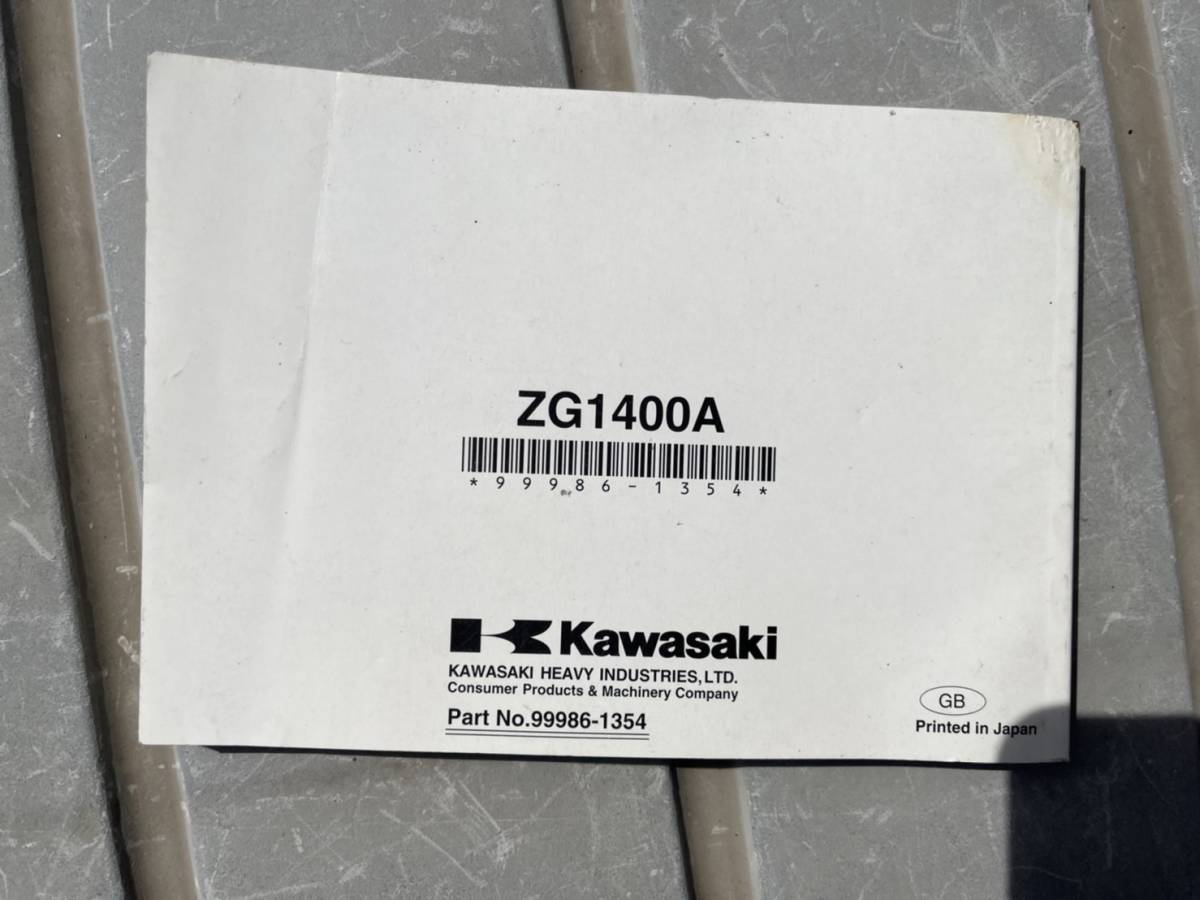 ZG1400A
*99986-1354*
Kawasaki
KAWASAKI HEAVY INDUSTRIES,LTD.
Consumer Products & Machinery Company
Part No.99986-1354
GB
Printed in Japan